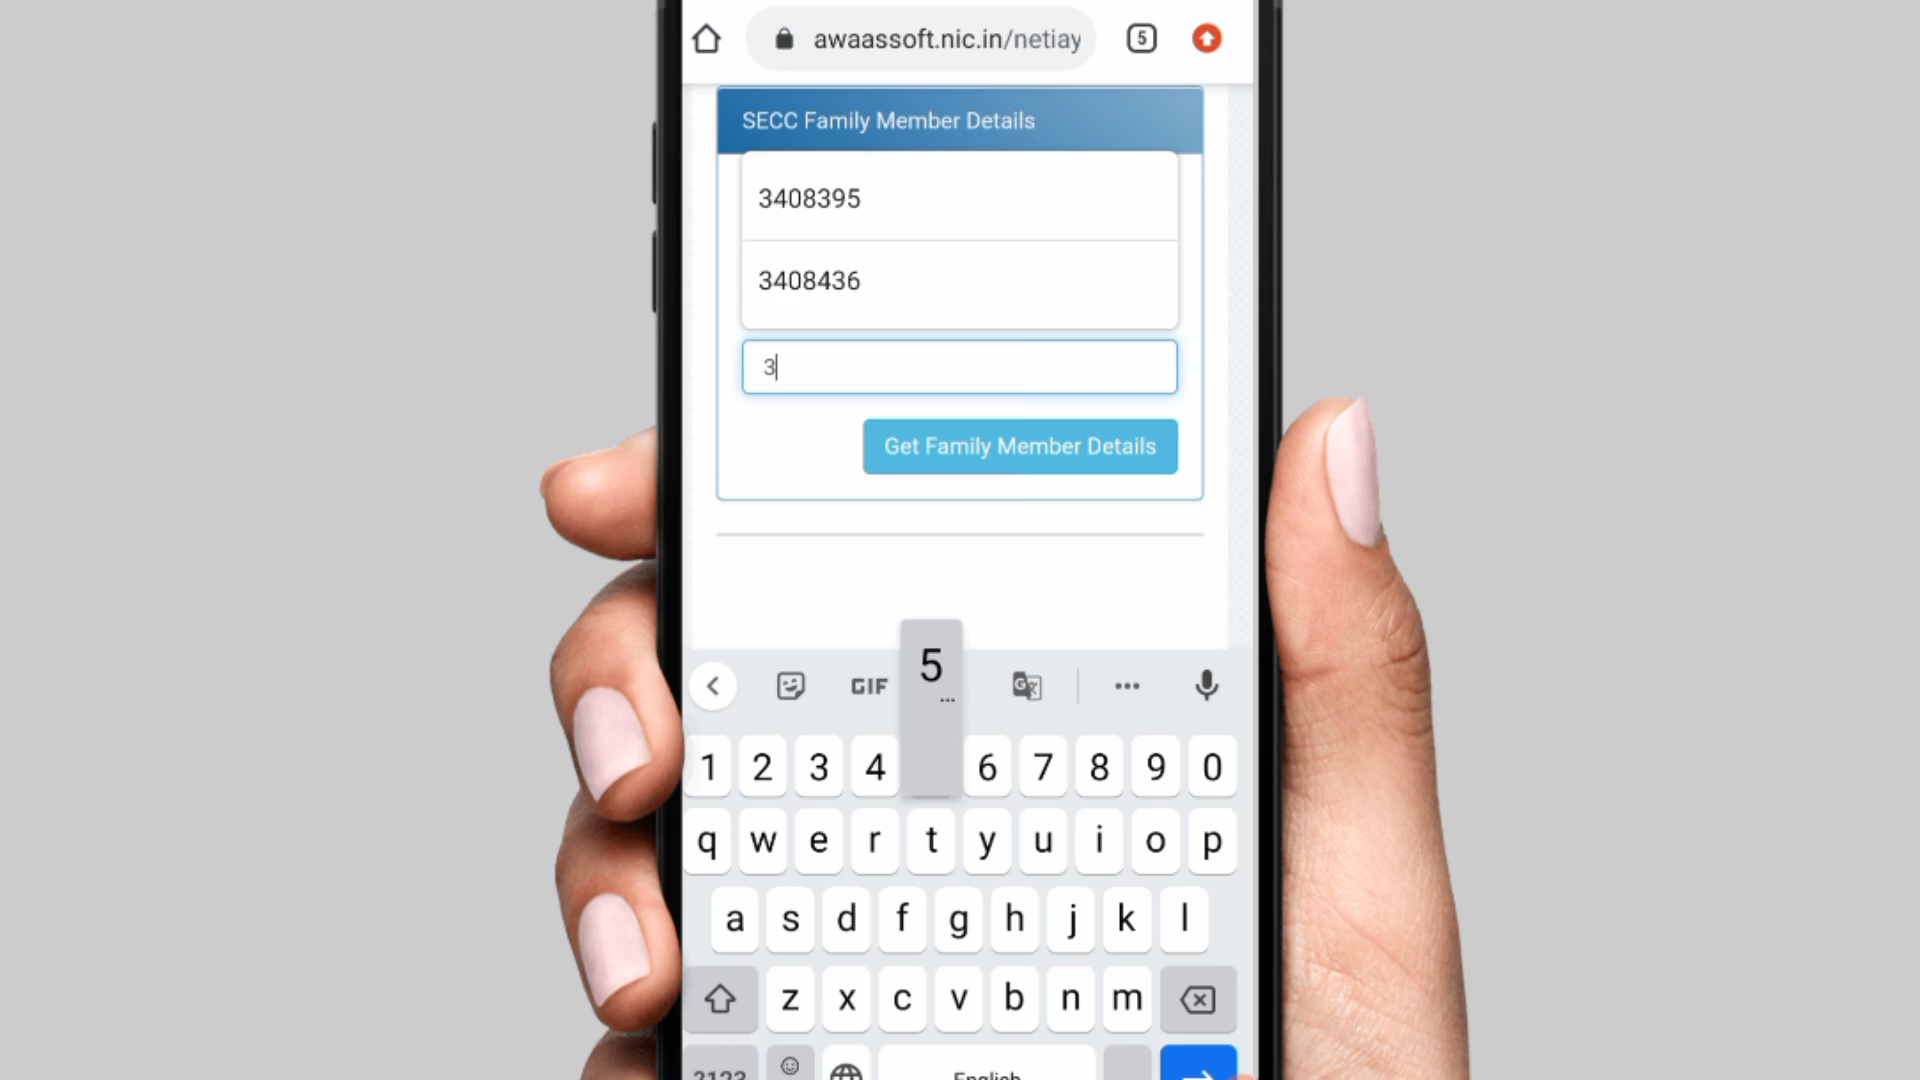 awaassoft.nic.in/netiay
5
SECC Family Member Details
3408395
3408436
3
Get Family Member Details
5
...
GIF
G
1 2 3 4 6 7 8 9 0
q w e r t y u i o p
a s d f g h j k l
z x c v b n m
?123
English